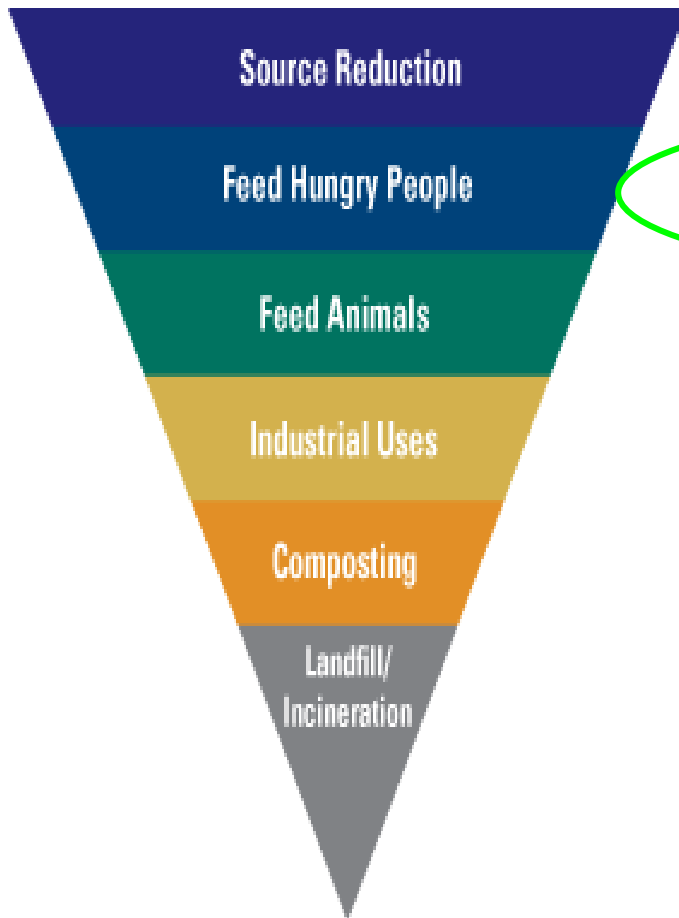 Source Reduction
Feed Hungry People
Feed Animals
Industrial Uses
Composting
Landfill/
Incineration